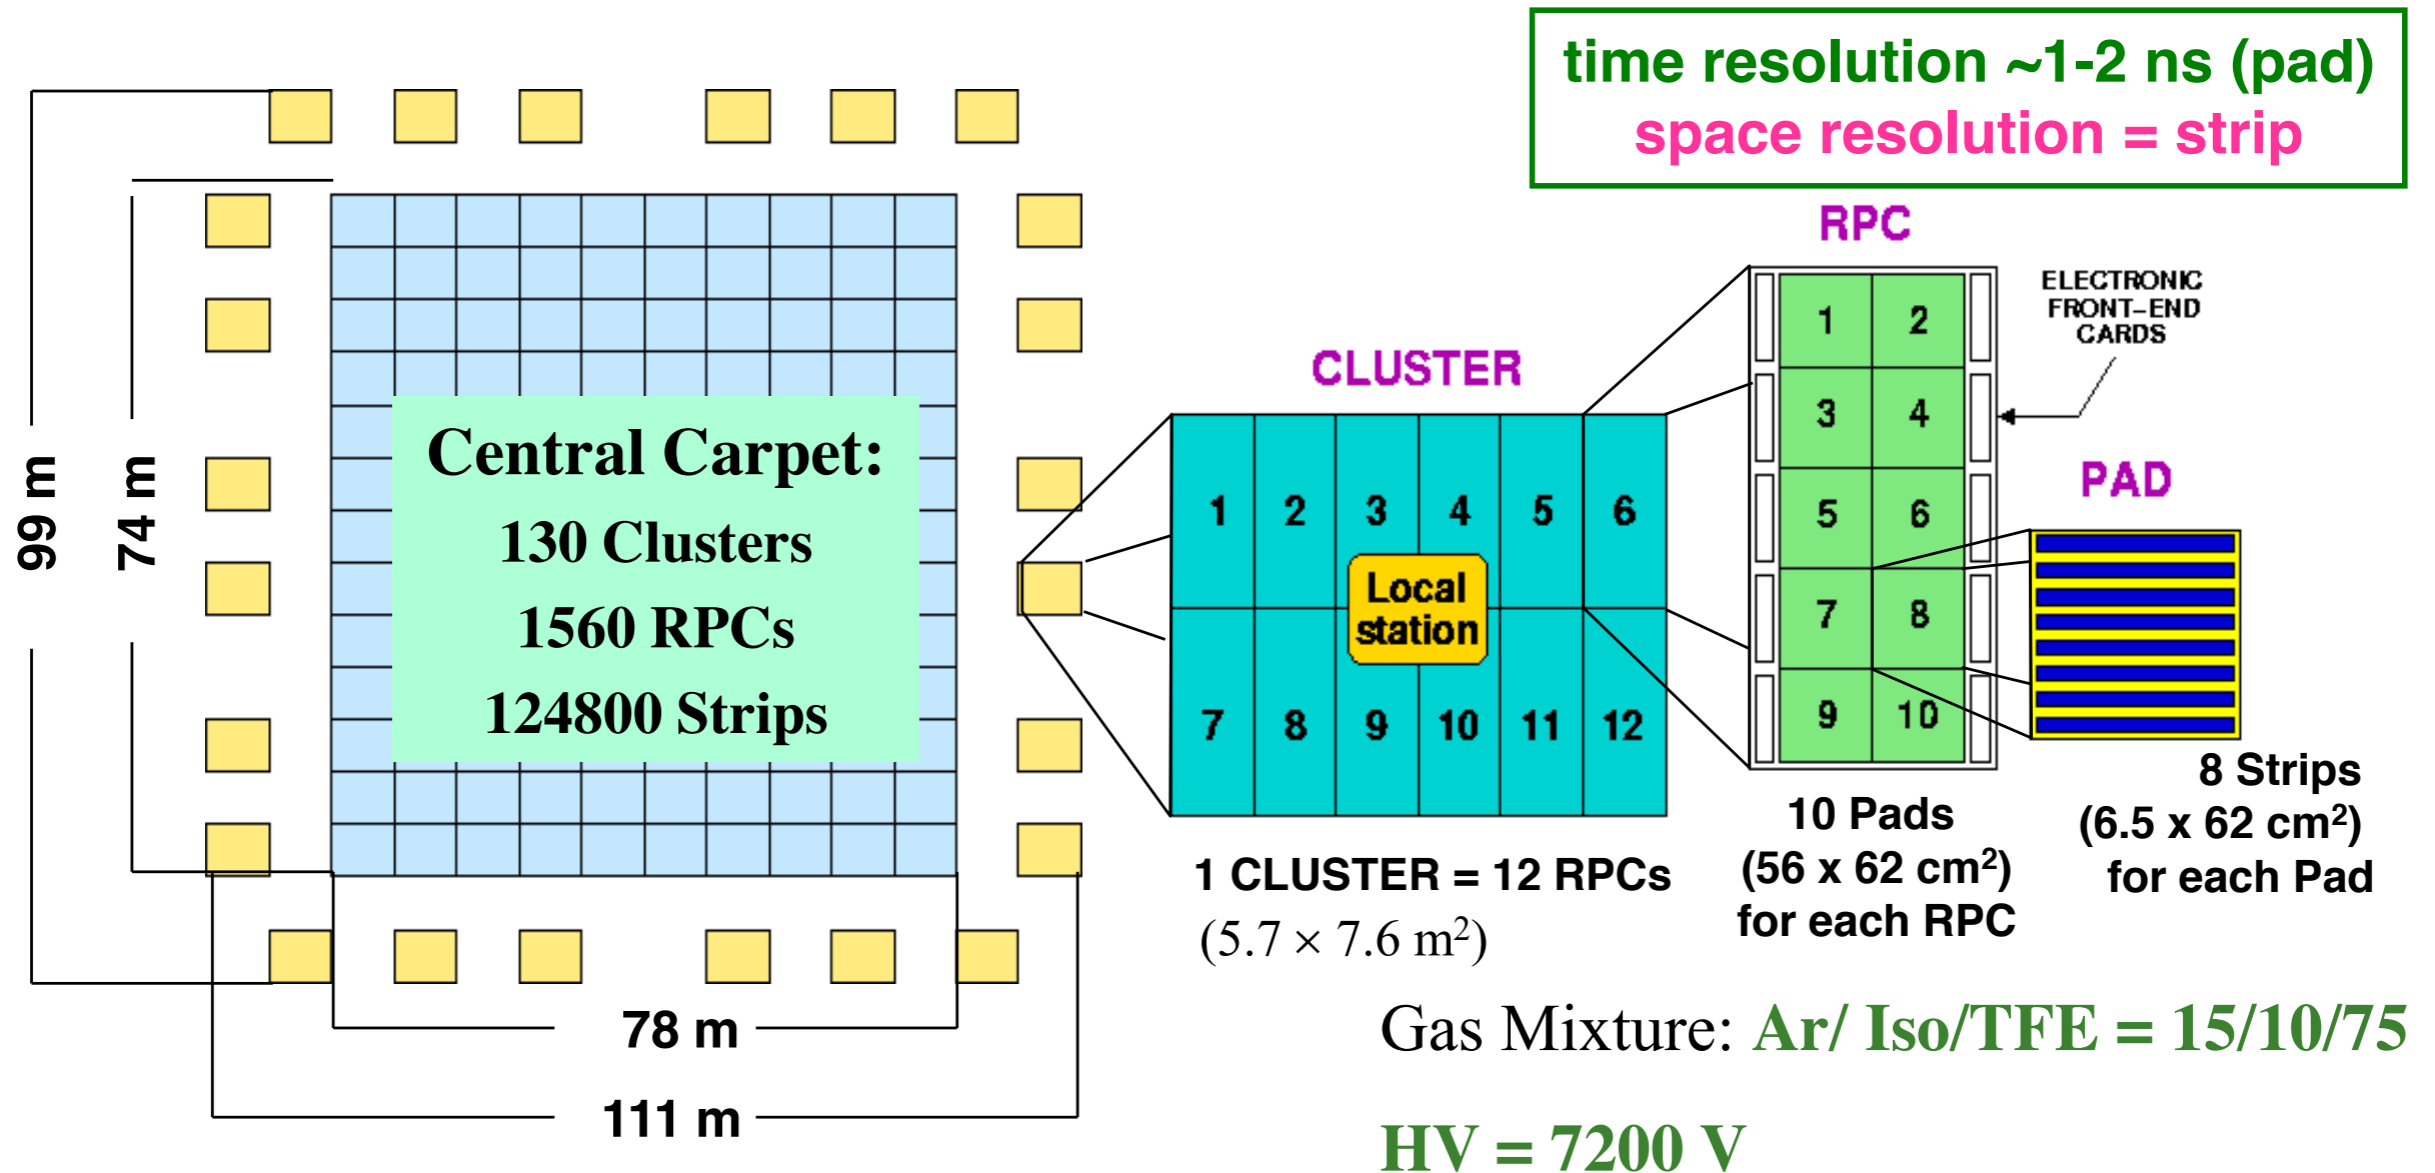 time resolution ~1-2 ns (pad)
space resolution = strip
99 m
74 m
Central Carpet:
130 Clusters
1560 RPCs
124800 Strips
78 m
111 m
CLUSTER
1 2 3 4 5 6
Local
station
7 8 9 10 11 12
1 CLUSTER = 12 RPCs
(5.7 × 7.6 m²)
RPC
1 2
3 4
5 6
7 8
9 10
ELECTRONIC
FRONT-END
CARDS
10 Pads
(56 x 62 cm²)
for each RPC
PAD
8 Strips
(6.5 x 62 cm²)
for each Pad
Gas Mixture: Ar/ Iso/TFE = 15/10/75
HV = 7200 V